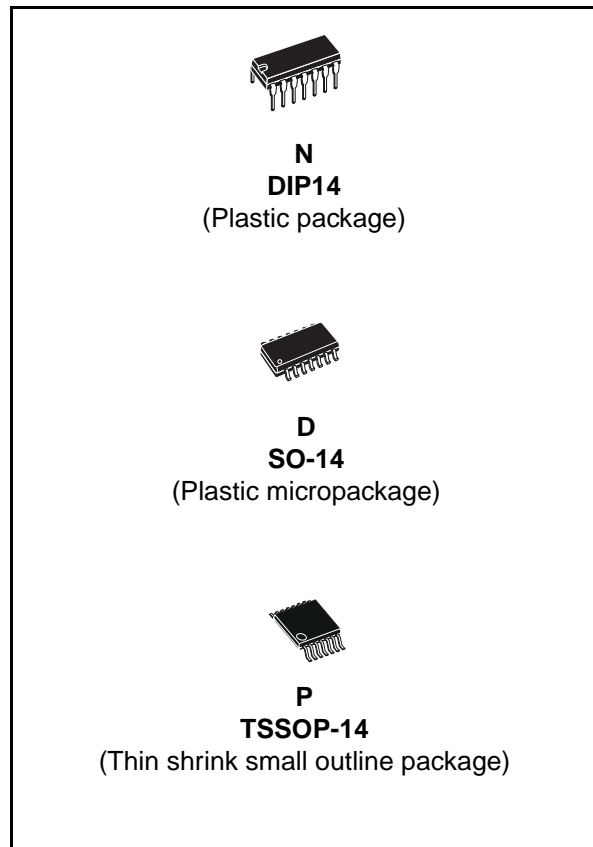 N
DIP14
(Plastic package)
D
SO-14
(Plastic micropackage)
P
TSSOP-14
(Thin shrink small outline package)